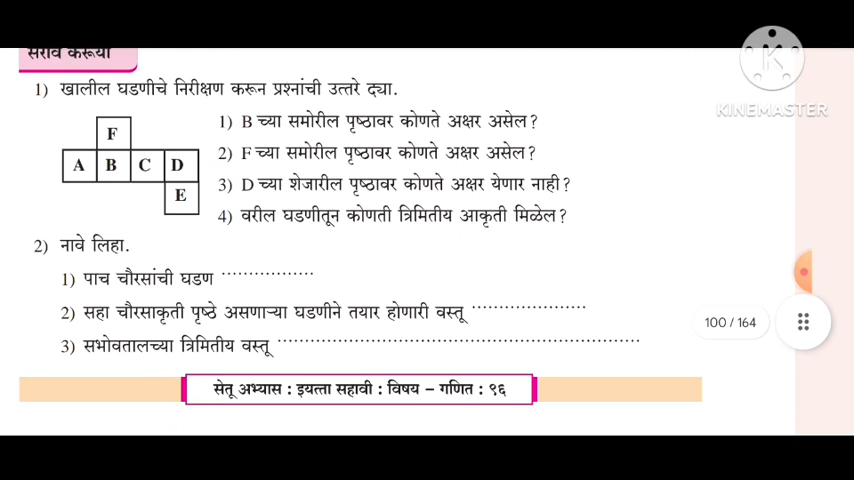 सराव करूया
KINEMASTER
1) खालील घडणीचे निरीक्षण करून प्रश्नांची उत्तरे द्या.
1) B च्या समोरील पृष्ठावर कोणते अक्षर असेल?
F
2) F च्या समोरील पृष्ठावर कोणते अक्षर असेल?
A B C D
3) D च्या शेजारील पृष्ठावर कोणते अक्षर येणार नाही?
E
4) वरील घडणीतून कोणती त्रिमितीय आकृती मिळेल?
2) नावे लिहा.
1) पाच चौरसांची घडण ..................
2) सहा चौरसाकृती पृष्ठे असणाऱ्या घडणीने तयार होणारी वस्तू .....................
100 / 164
3) सभोवतालच्या त्रिमितीय वस्तू ..................................................................
सेतू अभ्यास : इयत्ता सहावी : विषय – गणित : ९६